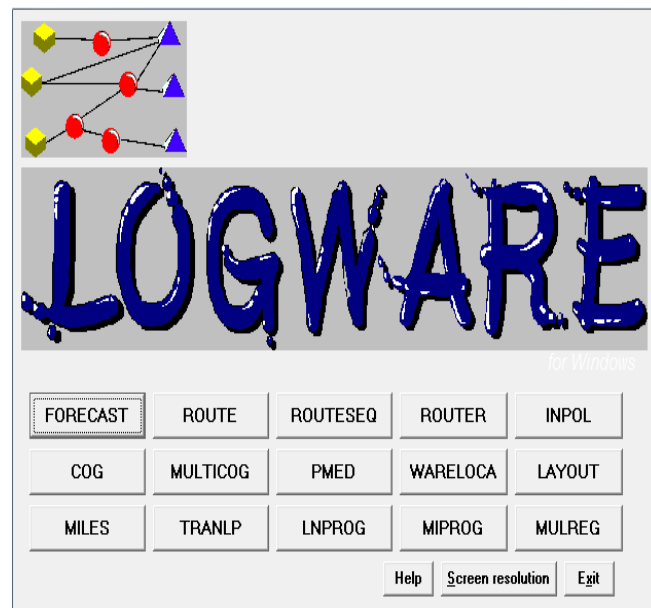 LOGWARE
for Windows
FORECAST ROUTE ROUTESEQ ROUTER INPOL
COG MULTICOG PMED WARELOCA LAYOUT
MILES TRANLP LNPROG MIPROG MULREG
Help Screen resolution Exit